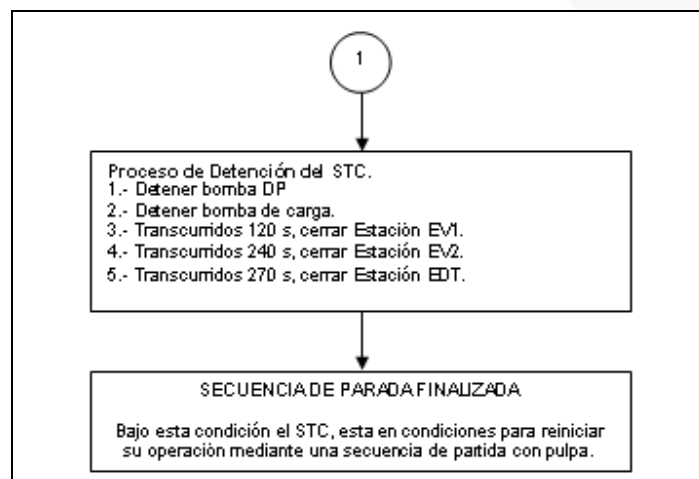 1
Proceso de Detención del STC.
1.- Detener bomba DP
2.- Detener bomba de carga.
3.- Transcurridos 120 s, cerrar Estación EV1.
4.- Transcurridos 240 s, cerrar Estación EV2.
5.- Transcurridos 270 s, cerrar Estación EDT.
SECUENCIA DE PARADA FINALIZADA
Bajo esta condición el STC, esta en condiciones para reiniciar
su operación mediante una secuencia de partida con pulpa.